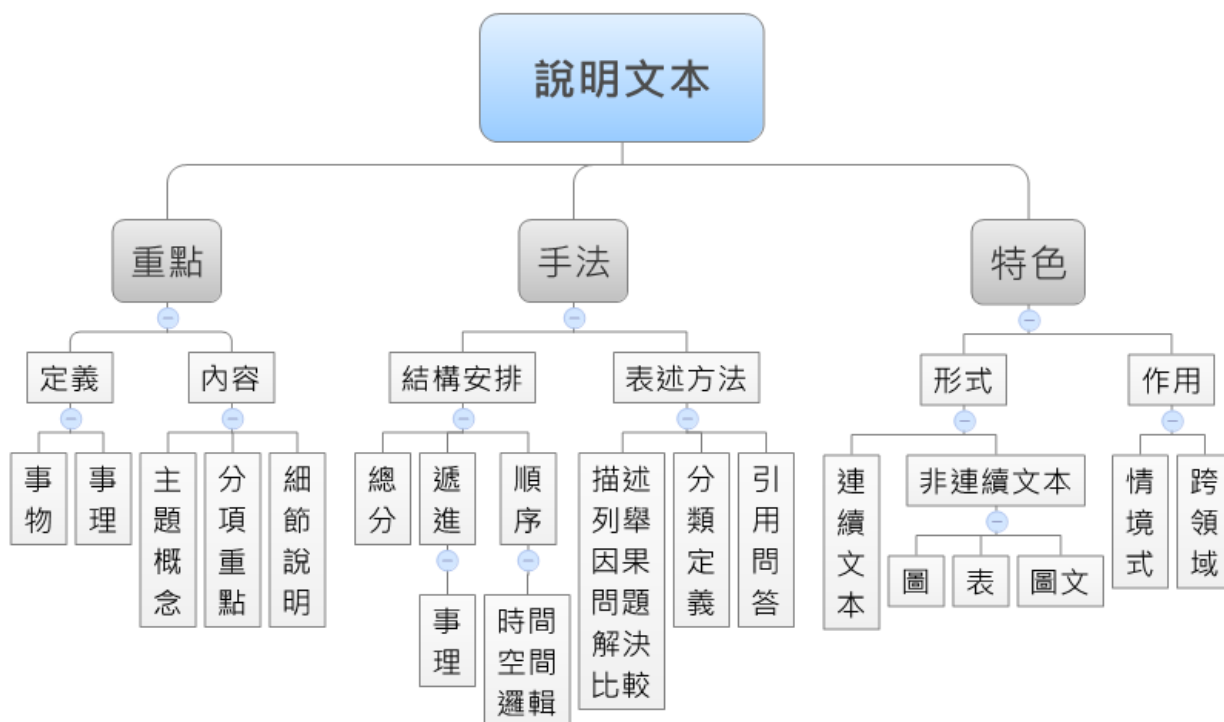 說明文本
重點
手法
特色
定義
內容
結構安排
表述方法
形式
作用
事物
事理
主題概念
分項重點
細節說明
總分
遞進
順序
描述
列舉
因果
問題
解決
比較
分類定義
引用問答
連續文本
非連續文本
情境式
跨領域
圖
表
圖文
事理
時間
空間
邏輯